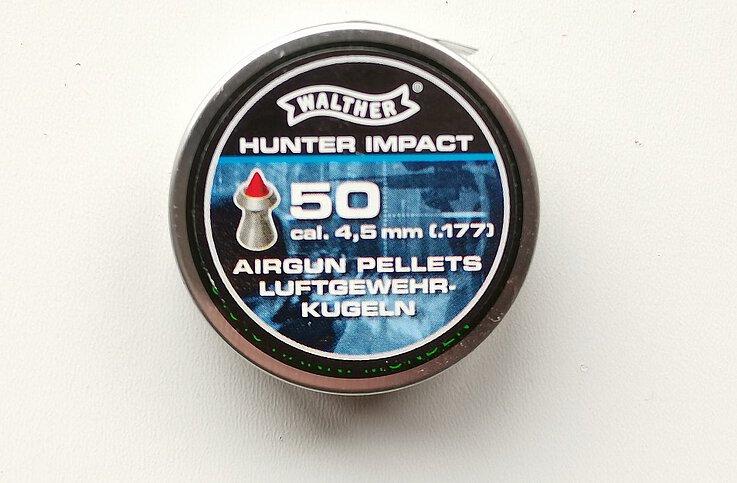 WALTHER®
HUNTER IMPACT
50
cal. 4,5 mm (.177)
AIRGUN PELLETS
LUFTGEWEHR-
KUGELN